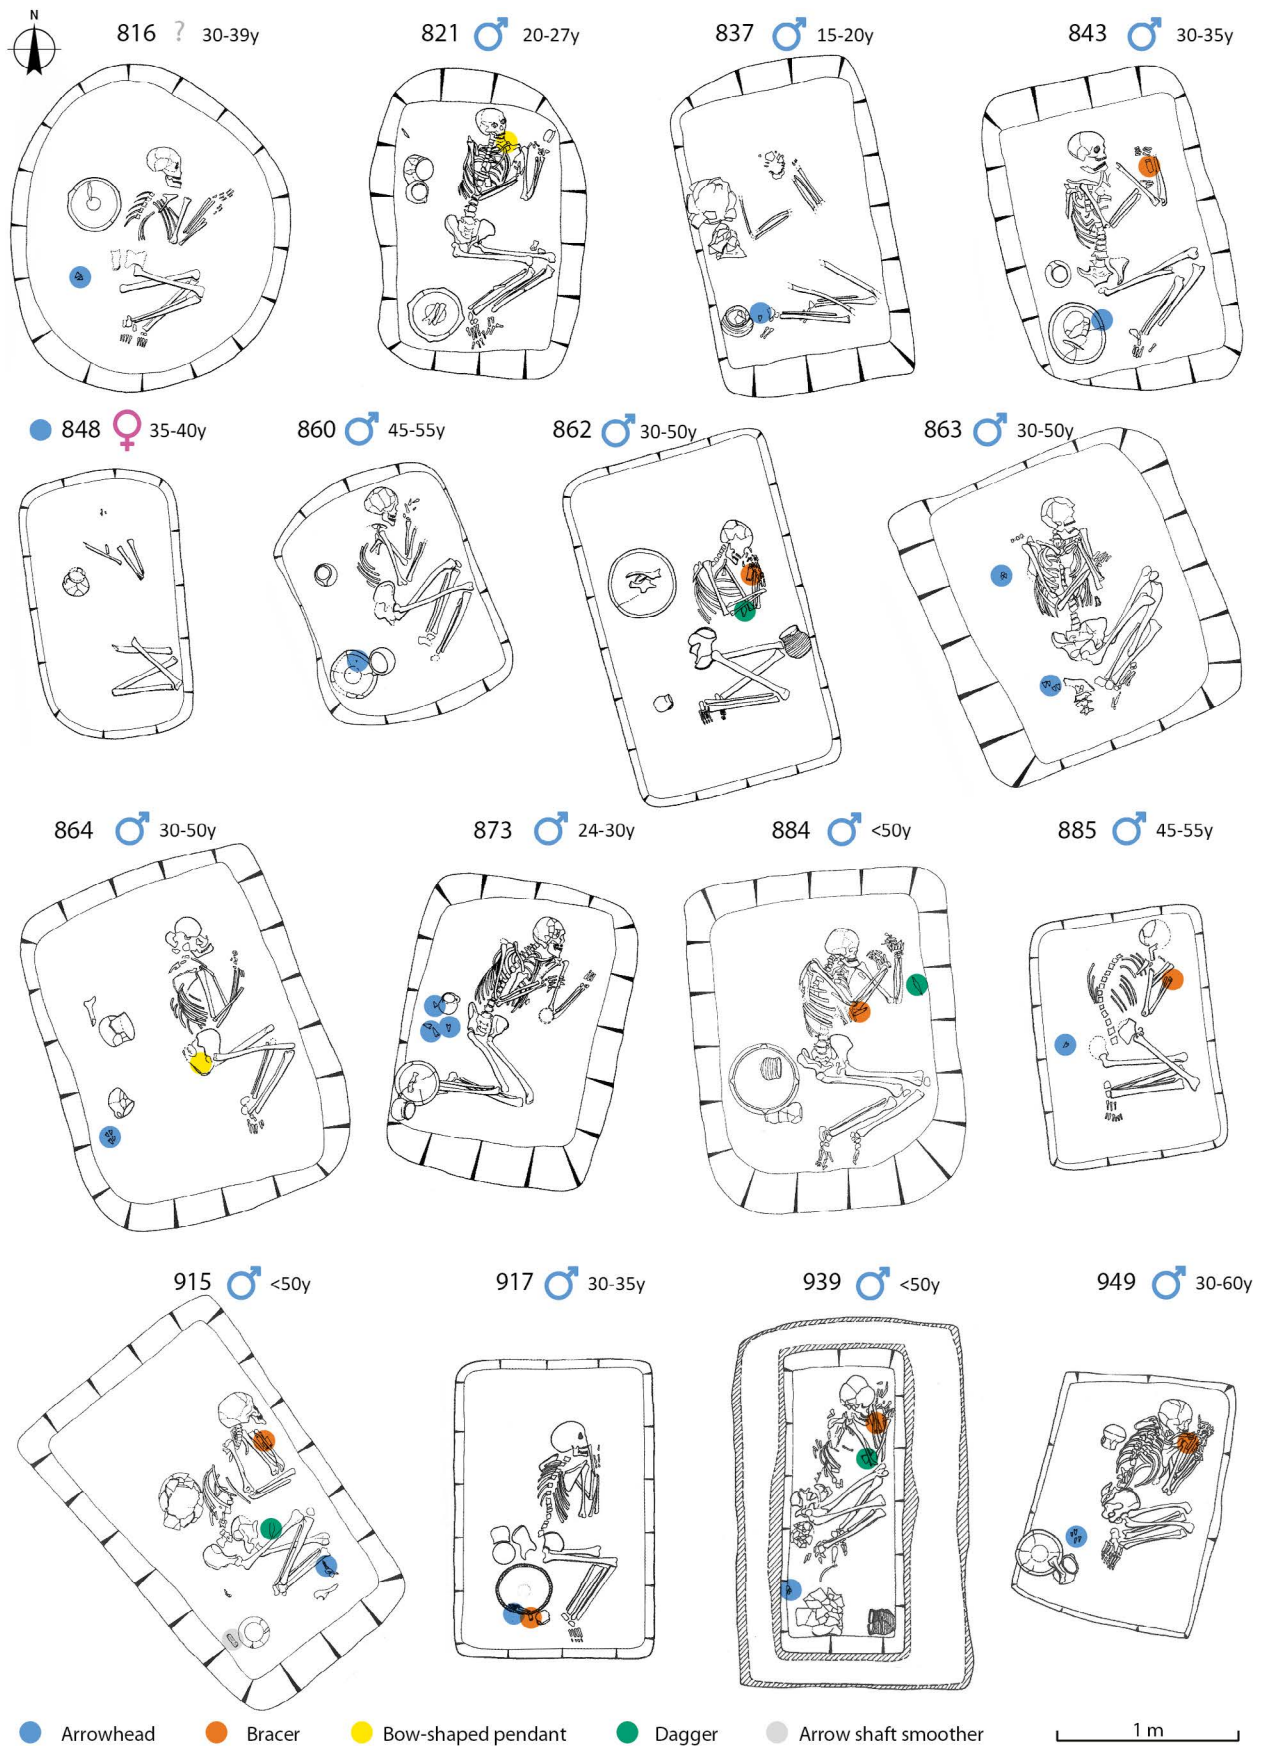 N
816 ? 30-39y
821 ♂ 20-27y
837 ♂ 15-20y
843 ♂ 30-35y
848 ♀ 35-40y
860 ♂ 45-55y
862 ♂ 30-50y
863 ♂ 30-50y
864 ♂ 30-50y
873 ♂ 24-30y
884 ♂ <50y
885 ♂ 45-55y
915 ♂ <50y
917 ♂ 30-35y
939 ♂ <50y
949 ♂ 30-60y
Arrowhead
Bracer
Bow-shaped pendant
Dagger
Arrow shaft smoother
1 m